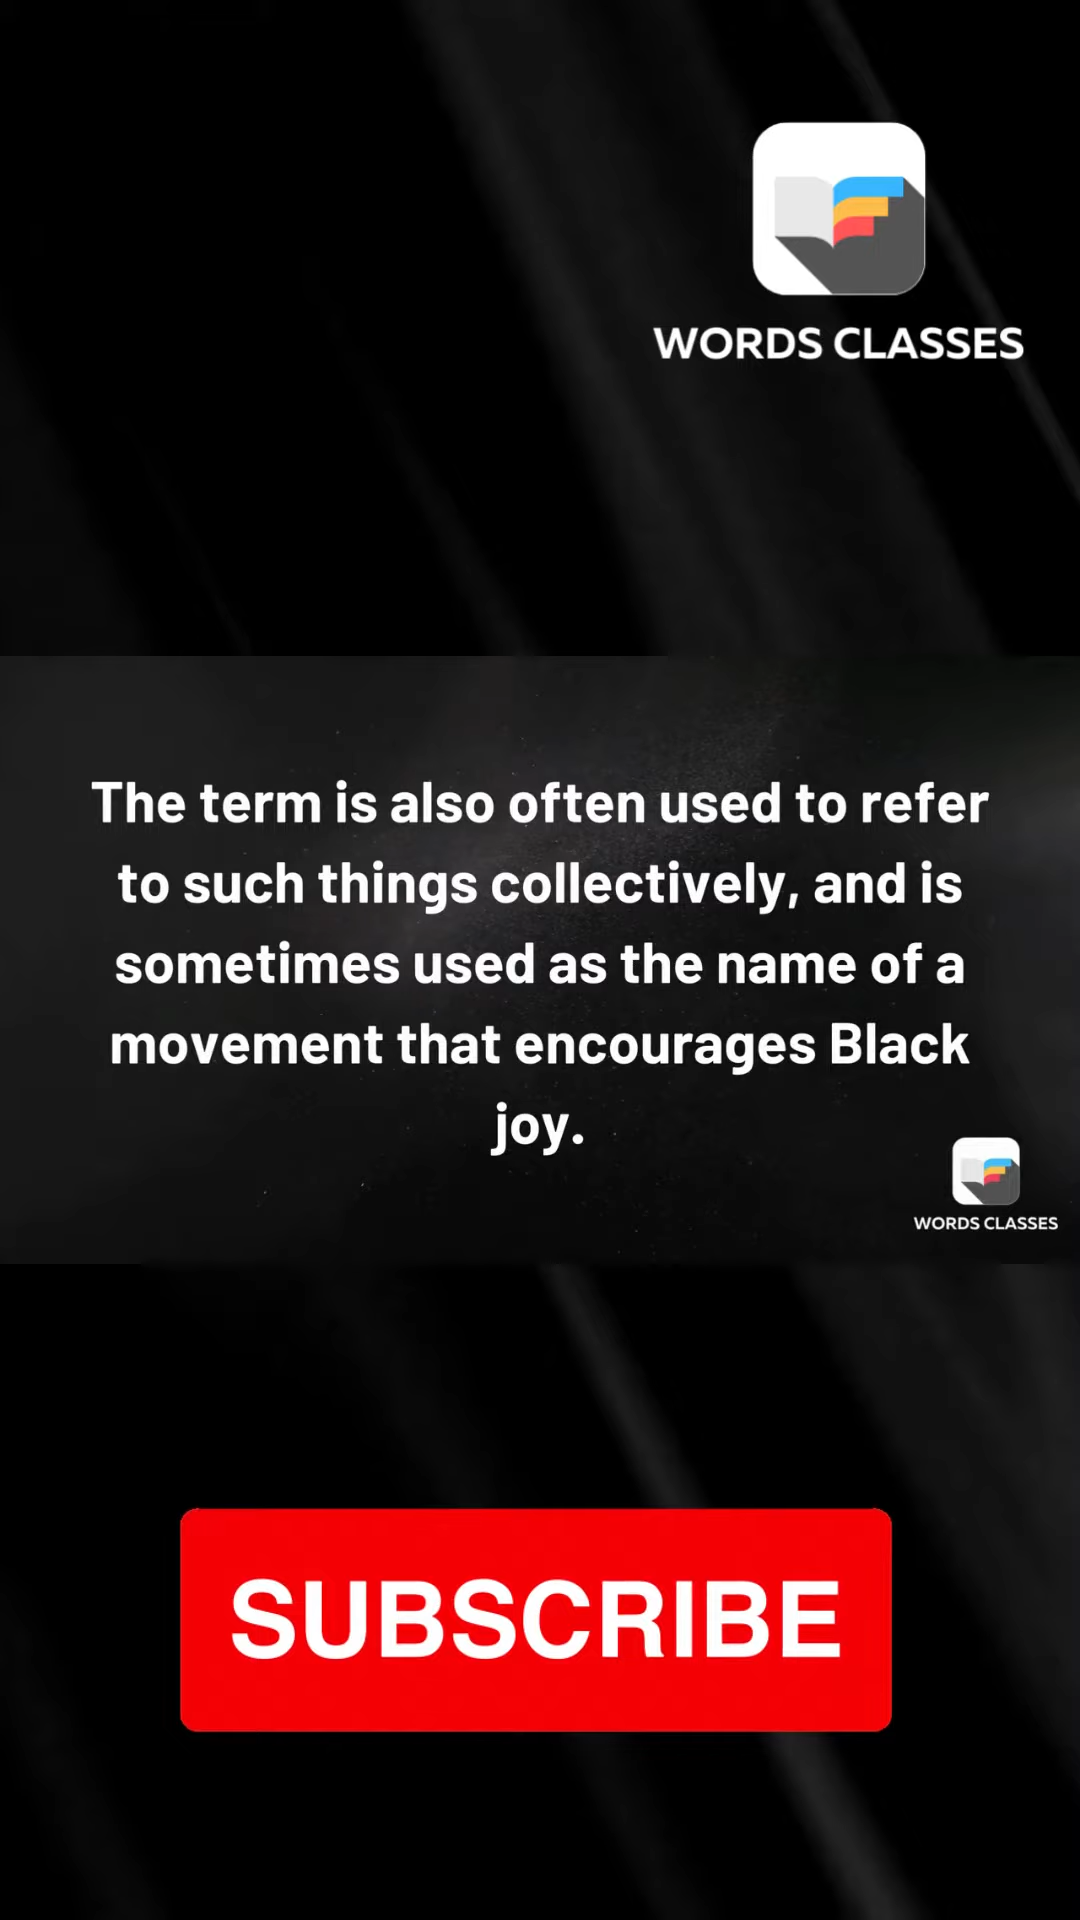 WORDS CLASSES
The term is also often used to refer
to such things collectively, and is
sometimes used as the name of a
movement that encourages Black
joy.
WORDS CLASSES
SUBSCRIBE